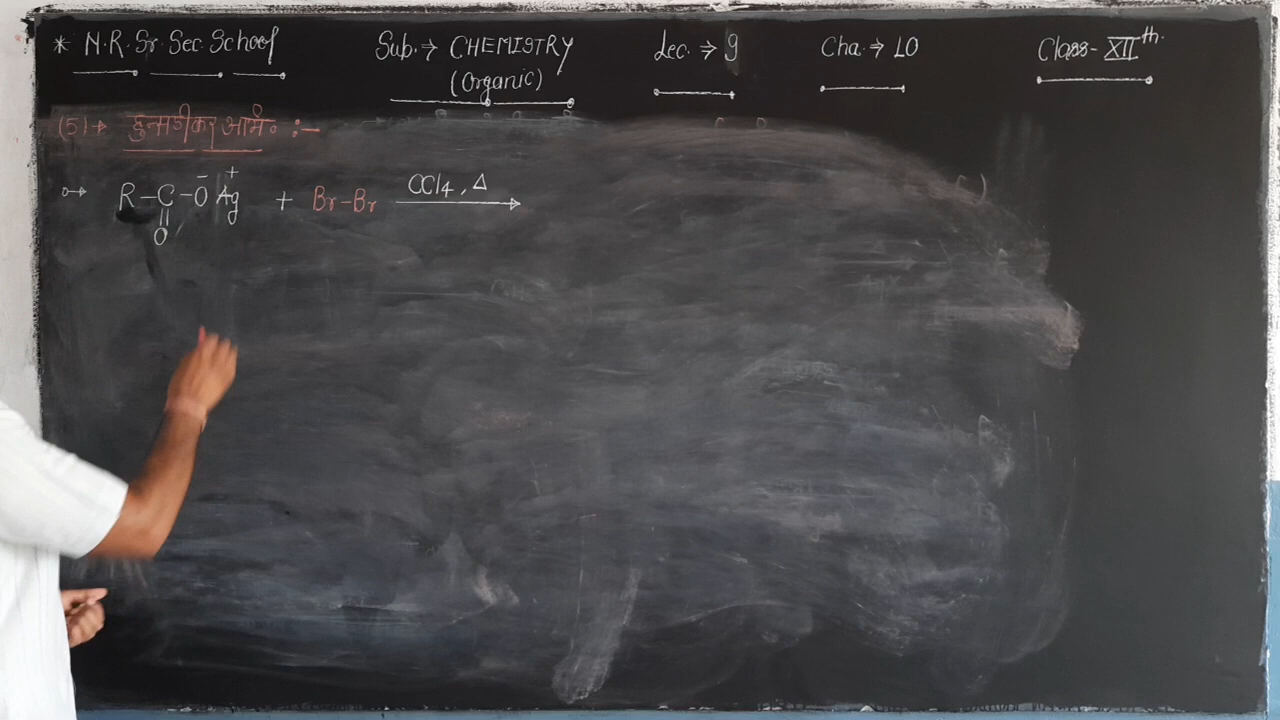 * N.R. Sr. Sec. School Sub. → CHEMISTRY Lec. → 9 Cha. → 10 Class- XIIth.
(Organic)
(5) → हुन्सडीकर अभि० :-
R-C-O⁻ Ag⁺ + Br-Br CCl4, Δ →
||
O